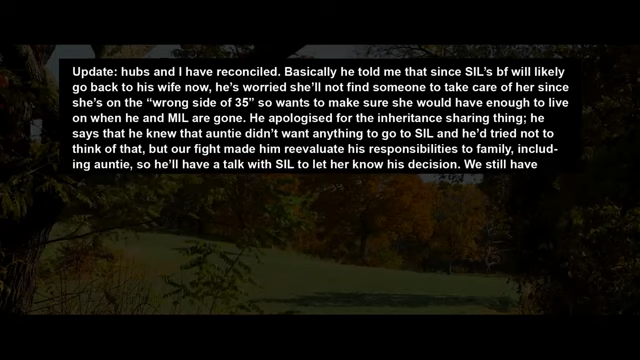 Update: hubs and I have reconciled. Basically he told me that since SIL's bf will likely
go back to his wife now, he's worried she'll not find someone to take care of her since
she's on the “wrong side of 35” so wants to make sure she would have enough to live
on when he and MIL are gone. He apologised for the inheritance sharing thing; he
says that he knew that auntie didn't want anything to go to SIL and he'd tried not to
think of that, but our fight made him reevaluate his responsibilities to family, includ-
ing auntie, so he'll have a talk with SIL to let her know his decision. We still have